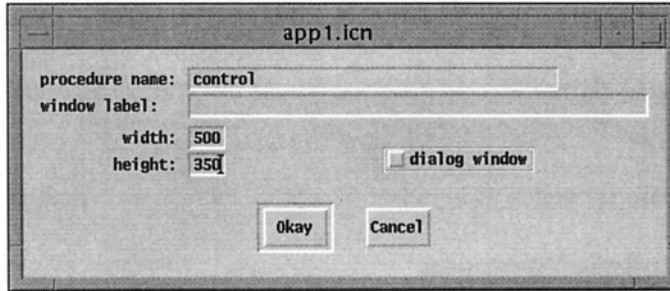 app1.icn
procedure name: control
window label:
width: 500
height: 350
dialog window
Okay Cancel